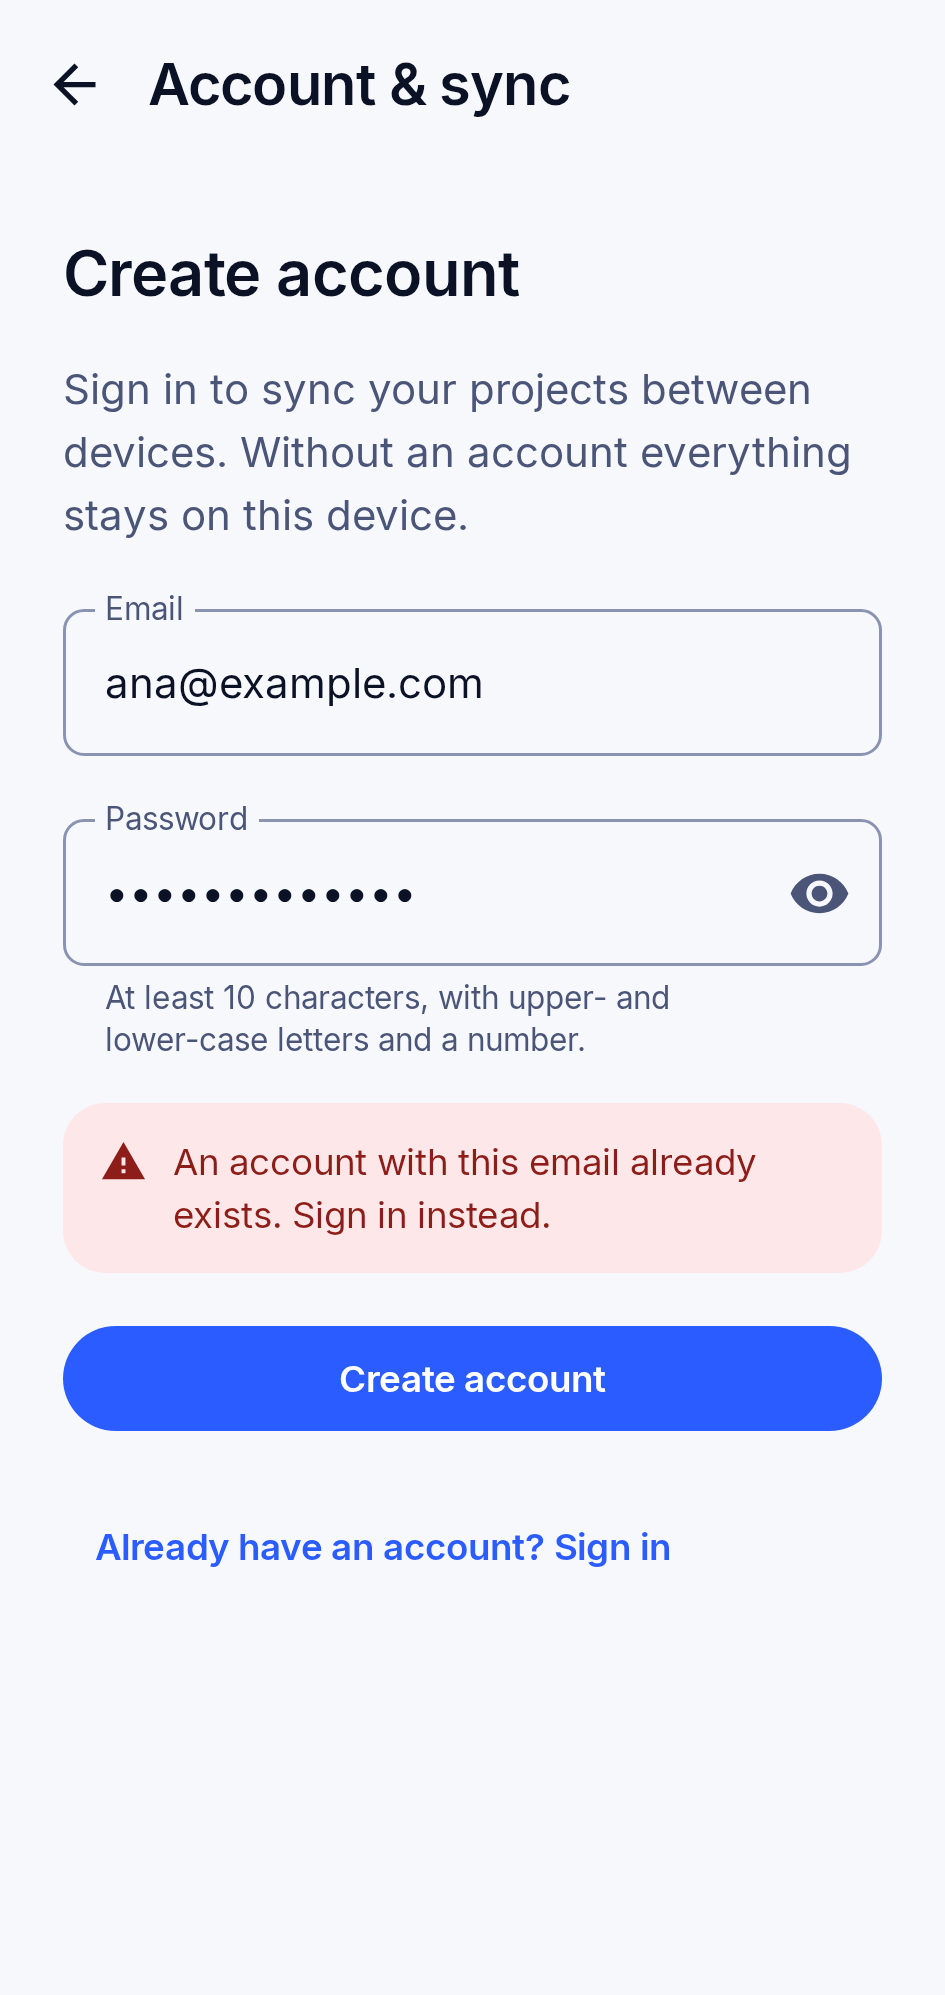 Account & sync
Create account
Sign in to sync your projects between
devices. Without an account everything
stays on this device.
Email
ana@example.com
Password
•••••••••••••
At least 10 characters, with upper- and
lower-case letters and a number.
An account with this email already
exists. Sign in instead.
Create account
Already have an account? Sign in